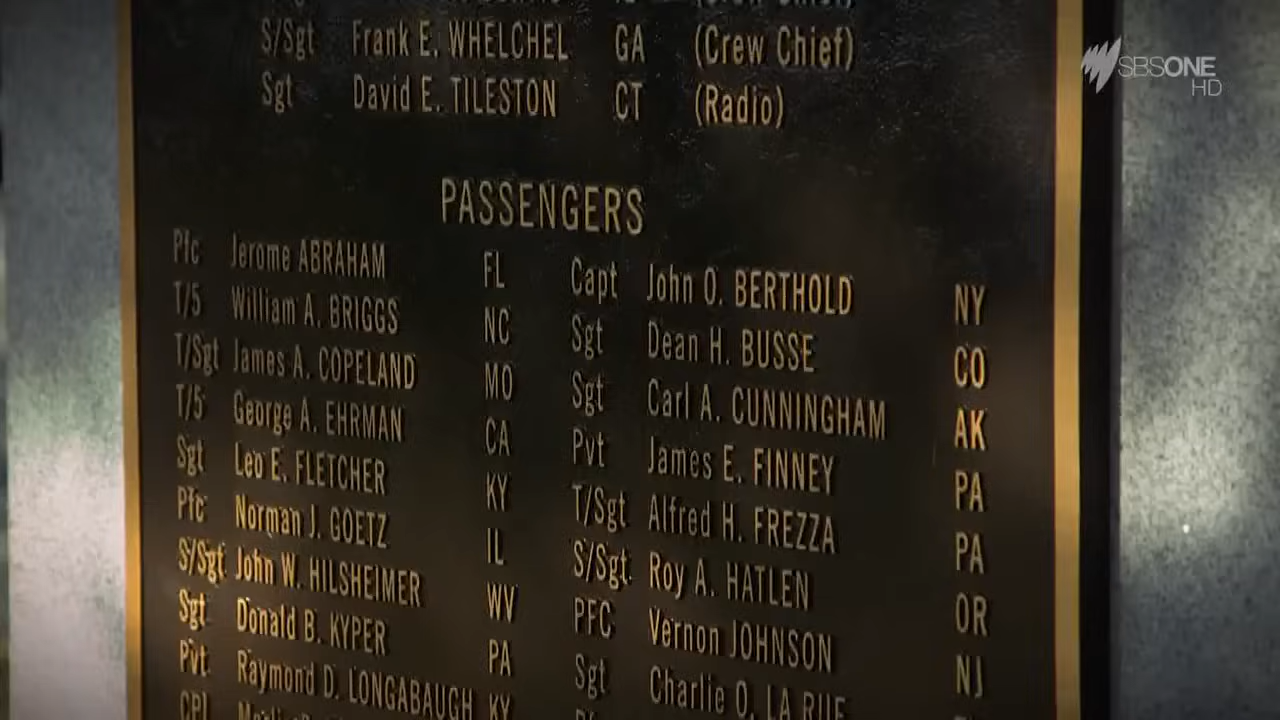 (Crew Chief)
S/Sgt Frank E. WHELCHEL GA (Crew Chief)
Sgt David E. TILESTON CT (Radio)
SBSONE
HD
PASSENGERS
Pfc Jerome ABRAHAM FL Capt John O. BERTHOLD NY
T/5 William A. BRIGGS NC Sgt Dean H. BUSSE CO
T/Sgt James A. COPELAND MO Sgt Carl A. CUNNINGHAM AK
T/5 George A. EHRMAN CA Pvt James E. FINNEY PA
Sgt Leo E. FLETCHER KY T/Sgt Alfred H. FREZZA PA
Pfc Norman J. GOETZ IL S/Sgt. Roy A. HATLEN OR
S/Sgt. John W. HILSHEIMER WV PFC Vernon JOHNSON NJ
Sgt Donald B. KYPER PA Sgt Charlie O. LA RUE
Pvt Raymond D. LONGABAUGH KY
CPL